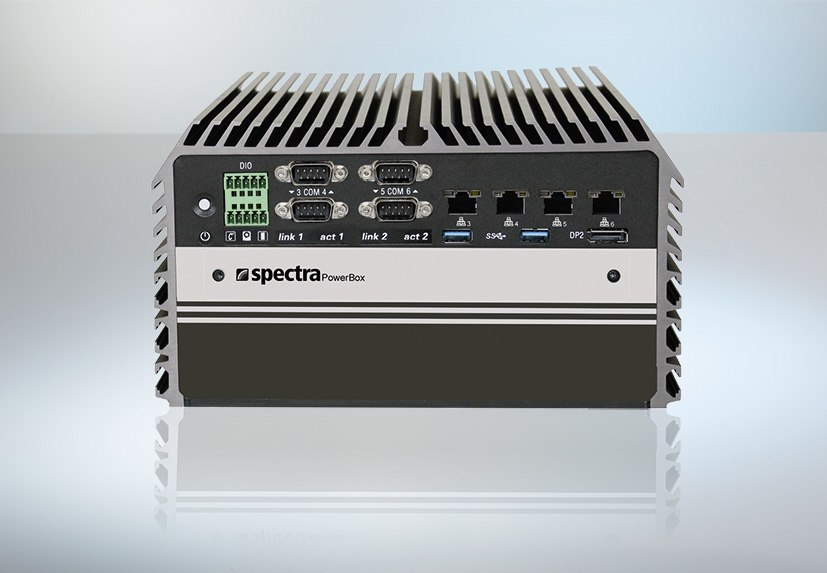 DIO
3 COM 4
5 COM 6
3
4
5
6
link 1 act 1 link 2 act 2
SS
DP2
spectra PowerBox